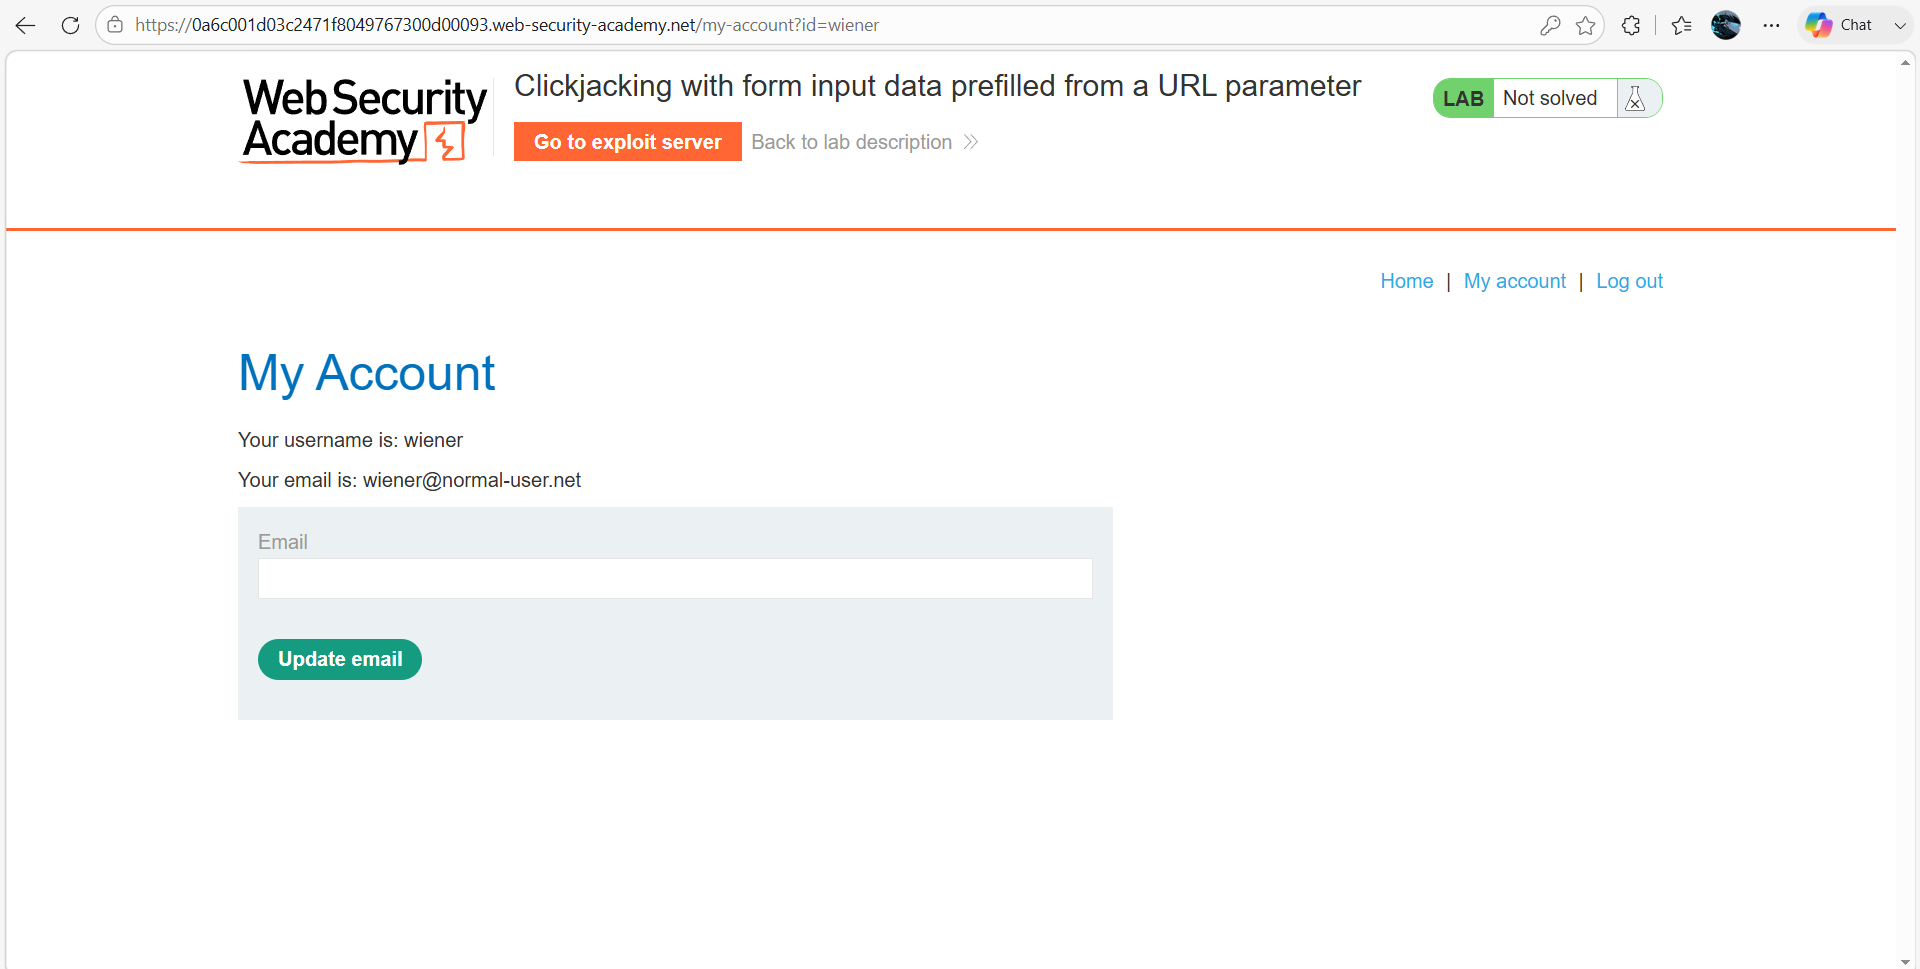 https://0a6c001d03c2471f8049767300d00093.web-security-academy.net/my-account?id=wiener
Chat
Web Security
Academy
Clickjacking with form input data prefilled from a URL parameter
Go to exploit server
Back to lab description
LAB
Not solved
Home | My account | Log out
My Account
Your username is: wiener
Your email is: wiener@normal-user.net
Email
Update email